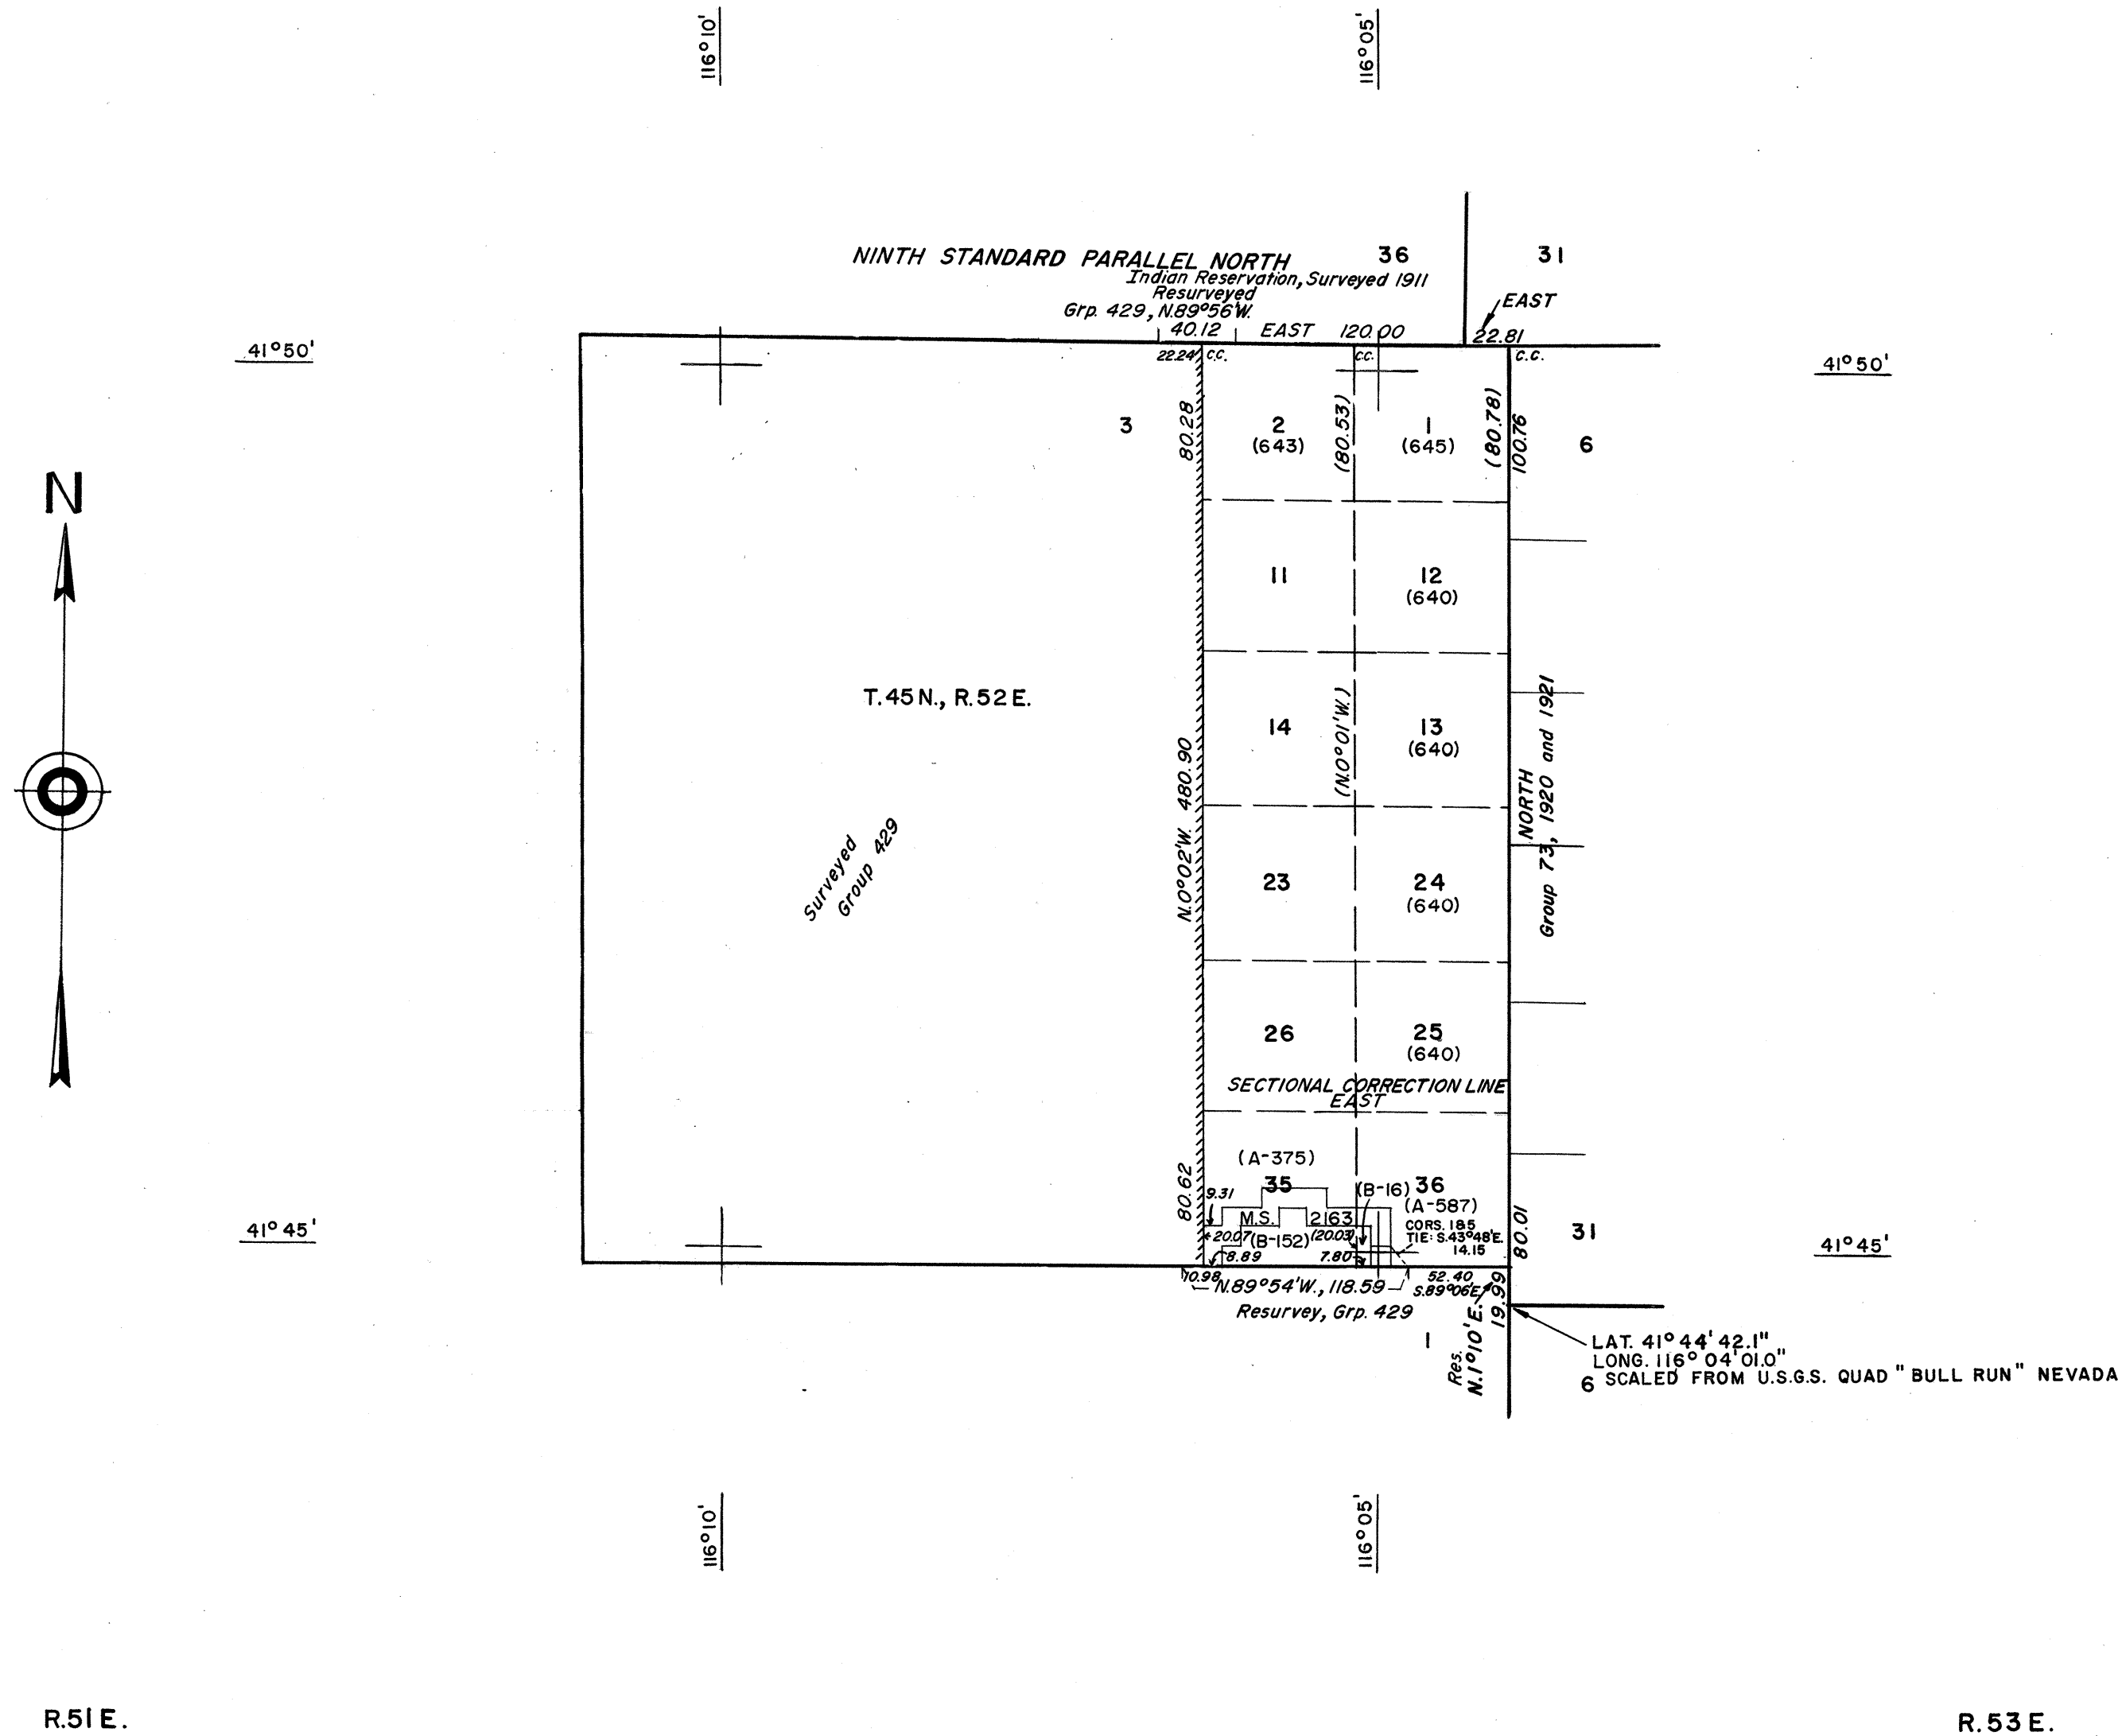 116°10'
116°05'
NINTH STANDARD PARALLEL NORTH
36
31
Indian Reservation, Surveyed 1911
Resurveyed
Grp. 429, N.89°56'W.
EAST
40.12
EAST
120.00
22.81
41°50'
22.24
C.C.
C.C.
C.C.
41°50'
3
80.28
2
(643)
(80.53)
1
(645)
(80.78)
100.76
6
N
11
12
(640)
T.45N., R.52E.
14
(N.0°01'W.)
13
(640)
N.0°02'W. 480.90
NORTH
Group 73, 1920 and 1921
Surveyed
Group 429
23
24
(640)
26
25
(640)
SECTIONAL CORRECTION LINE
EAST
(A-375)
80.62
35
9.31
(B-16)
36
(A-587)
M.S.
2163
CORS. 1&5
TIE: S.43°48'E.
14.15
20.07
(B-152)
(20.03)
8.89
7.80
80.01
31
41°45'
41°45'
10.98
N.89°54'W., 118.59
52.40
S.89°06'E.
Resurvey, Grp. 429
19.99
Res.
N.1°10'E.
1
LAT. 41°44'42.1"
LONG. 116°04'01.0"
6
SCALED FROM U.S.G.S. QUAD "BULL RUN" NEVADA
116°10'
116°05'
R.51E.
R.53E.